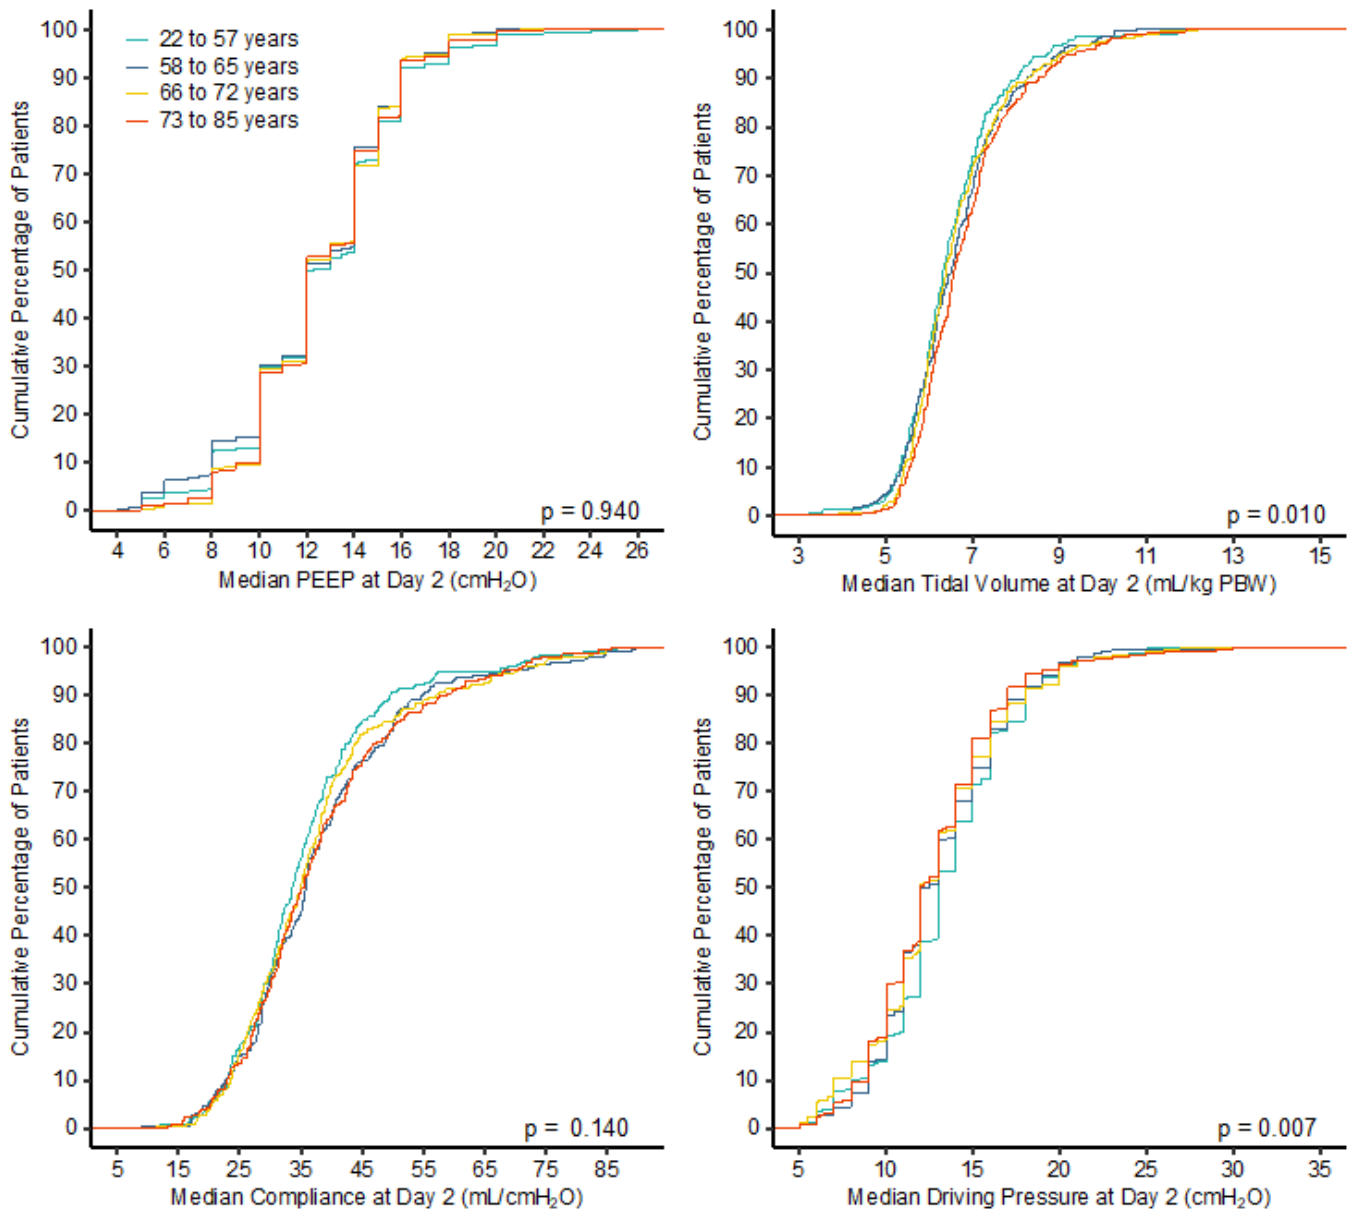 Cumulative Percentage of Patients
100
90
80
70
60
50
40
30
20
10
0
22 to 57 years
58 to 65 years
66 to 72 years
73 to 85 years
p = 0.940
4 6 8 10 12 14 16 18 20 22 24 26
Median PEEP at Day 2 (cmH₂O)
Cumulative Percentage of Patients
100
90
80
70
60
50
40
30
20
10
0
p = 0.010
3 5 7 9 11 13 15
Median Tidal Volume at Day 2 (mL/kg PBW)
Cumulative Percentage of Patients
100
90
80
70
60
50
40
30
20
10
0
p = 0.140
5 15 25 35 45 55 65 75 85
Median Compliance at Day 2 (mL/cmH₂O)
Cumulative Percentage of Patients
100
90
80
70
60
50
40
30
20
10
0
p = 0.007
5 10 15 20 25 30 35
Median Driving Pressure at Day 2 (cmH₂O)